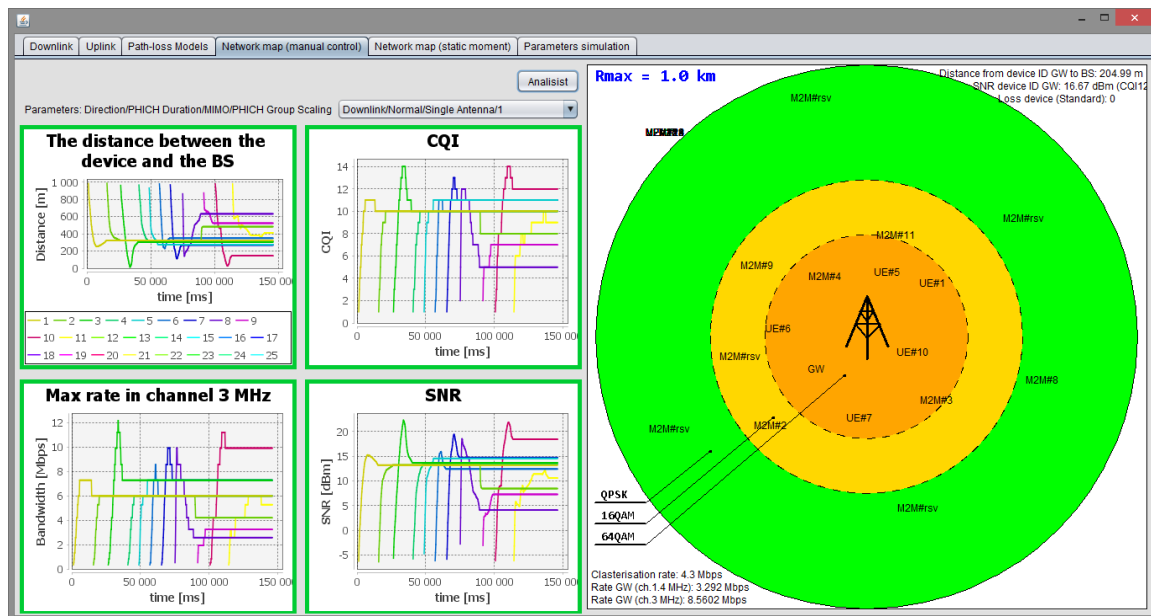 Downlink Uplink Path-loss Models Network map (manual control) Network map (static moment) Parameters simulation
Analisist
Parameters: Direction/PHICH Duration/MIMO/PHICH Group Scaling Downlink/Normal/Single Antenna/1
The distance between the
device and the BS
Distance [m]
1 000
800
600
400
200
0
0 50 000 100 000 150 000
time [ms]
1 2 3 4 5 6 7 8 9
10 11 12 13 14 15 16 17
18 19 20 21 22 23 24 25
CQI
CQI
14
12
10
8
6
4
2
0
0 50 000 100 000 150 000
time [ms]
Max rate in channel 3 MHz
Bandwidth [Mbps]
12
10
8
6
4
2
0
0 50 000 100 000 150 000
time [ms]
SNR
SNR [dBm]
20
15
10
5
0
-5
0 50 000 100 000 150 000
time [ms]
Rmax = 1.0 km
Distance from device ID GW to BS: 204.99 m
SNR device ID GW: 16.67 dBm (CQI12
Loss device (Standard): 0
M2M#rsv
M2M#rsv
M2M#11
M2M#9
M2M#4
UE#5
UE#1
UE#6
M2M#rsv
UE#10
GW
M2M#8
M2M#3
UE#7
M2M#2
M2M#rsv
M2M#rsv
QPSK
16QAM
64QAM
Clasterisation rate: 4.3 Mbps
Rate GW (ch.1.4 MHz): 3.292 Mbps
Rate GW (ch.3 MHz): 8.5602 Mbps